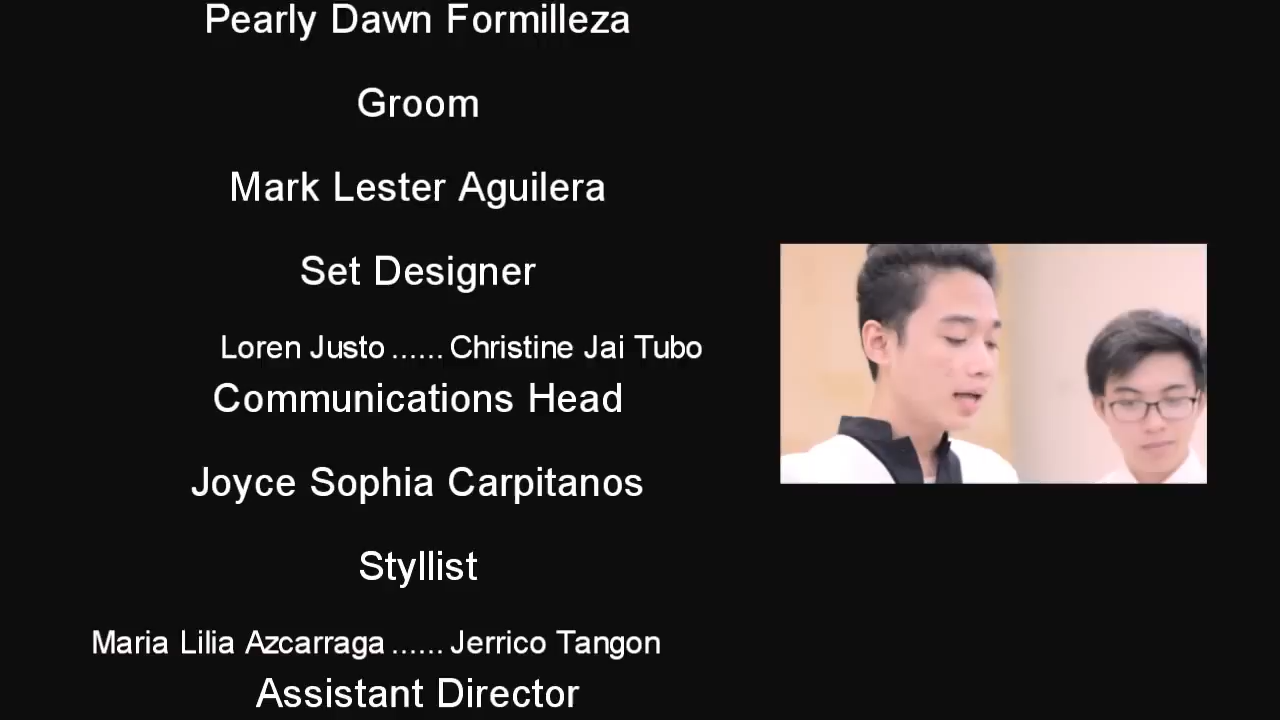 Pearly Dawn Formilleza
Groom
Mark Lester Aguilera
Set Designer
Loren Justo ...... Christine Jai Tubo
Communications Head
Joyce Sophia Carpitanos
Styllist
Maria Lilia Azcarraga ...... Jerrico Tangon
Assistant Director